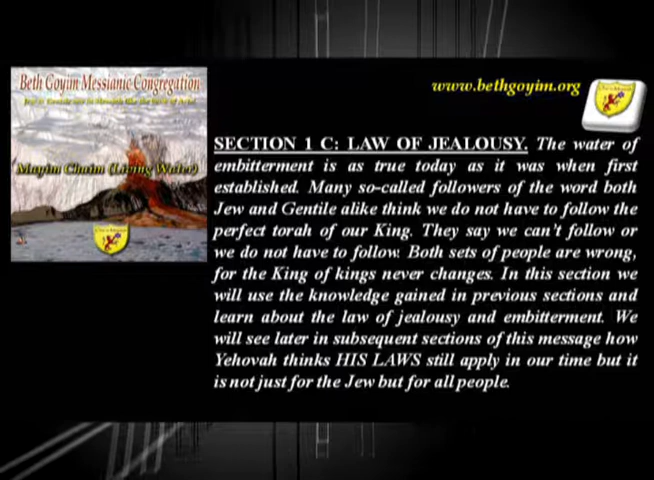 Beth Goyim Messianic Congregation
Mayim Chaim (Living Water)
www.bethgoyim.org
SECTION 1 C: LAW OF JEALOUSY. The water of
embitterment is as true today as it was when first
established. Many so-called followers of the word both
Jew and Gentile alike think we do not have to follow the
perfect torah of our King. They say we can't follow or
we do not have to follow. Both sets of people are wrong,
for the King of kings never changes. In this section we
will use the knowledge gained in previous sections and
learn about the law of jealousy and embitterment. We
will see later in subsequent sections of this message how
Yehovah thinks HIS LAWS still apply in our time but it
is not just for the Jew but for all people.